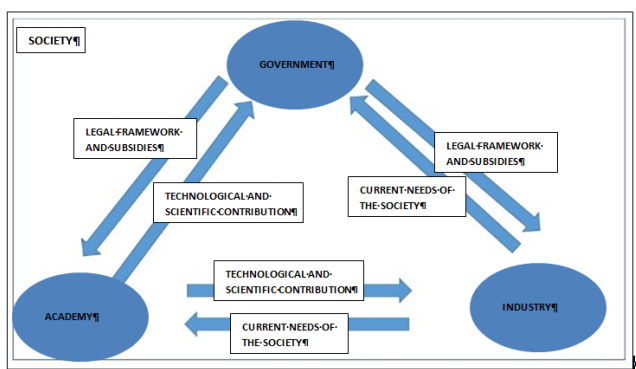 SOCIETY¶
GOVERNMENT¶
LEGAL·FRAMEWORK·
AND·SUBSIDIES¶
LEGAL·FRAMEWORK·
AND·SUBSIDIES¶
TECHNOLOGICAL·AND·
SCIENTIFIC·CONTRIBUTION¶
CURRENT·NEEDS·OF·
THE·SOCIETY¶
TECHNOLOGICAL·AND·
SCIENTIFIC·CONTRIBUTION¶
ACADEMY¶
INDUSTRY¶
CURRENT·NEEDS·OF·
THE·SOCIETY¶